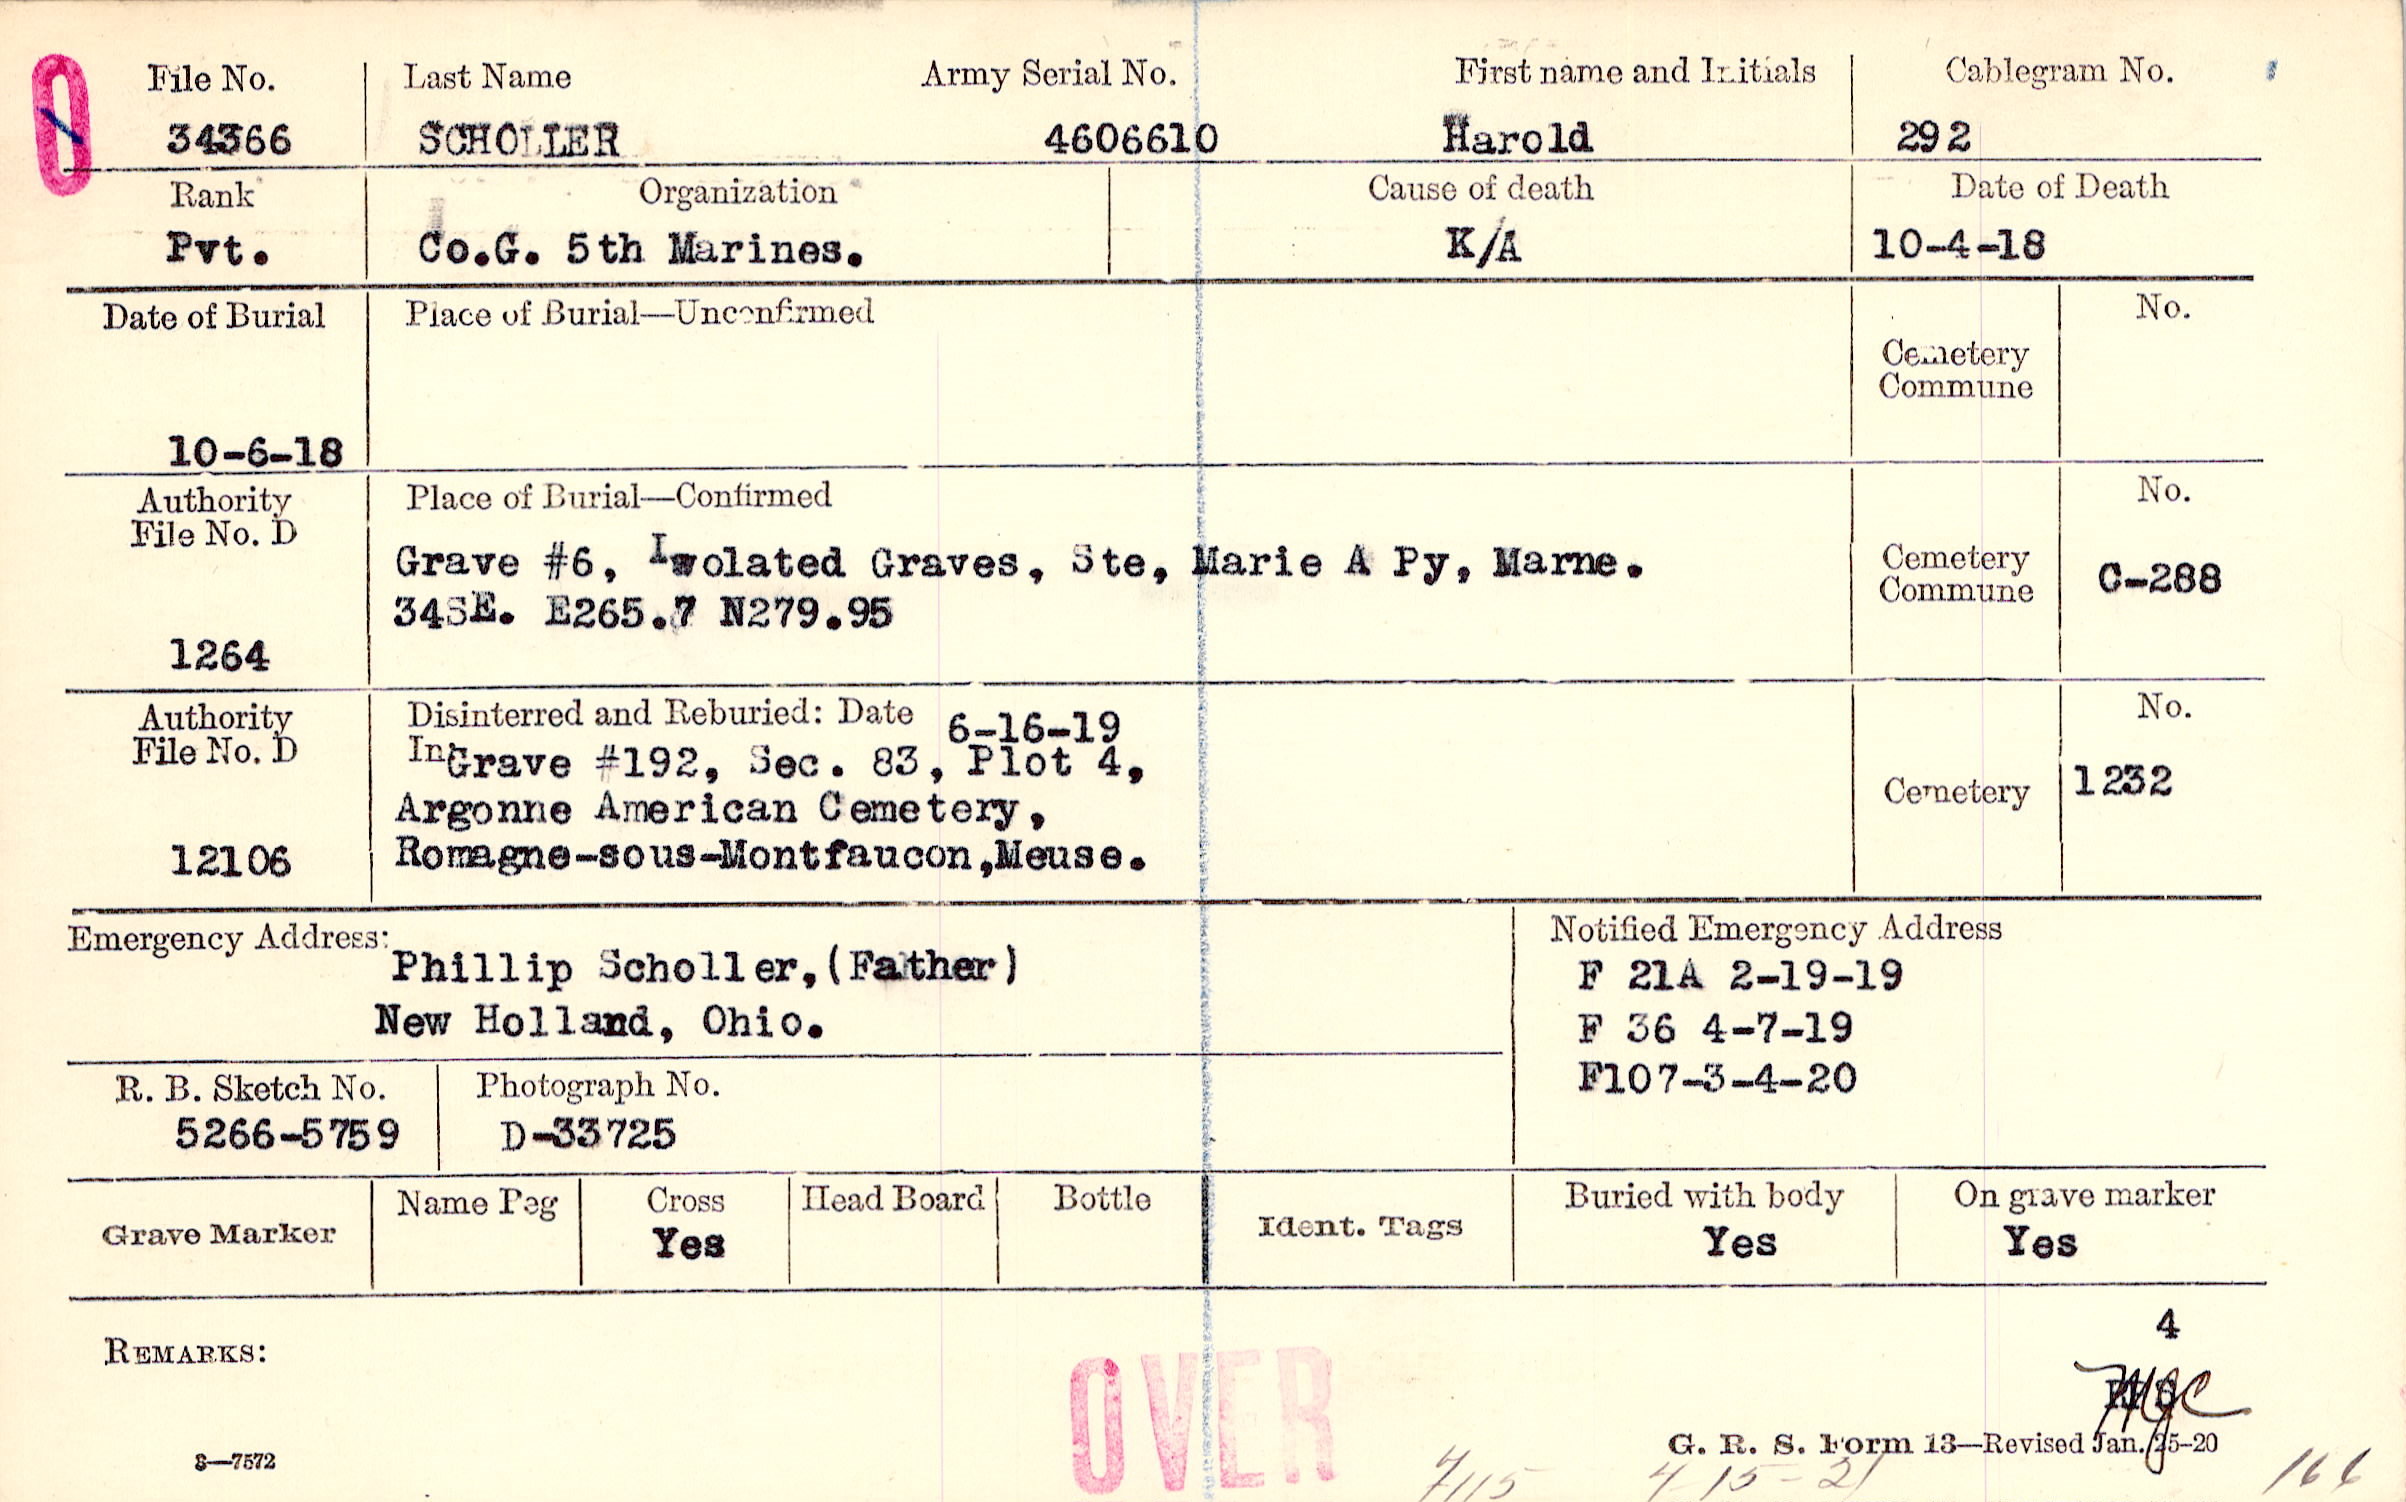 File No. Last Name Army Serial No. First name and Initials Cablegram No.
34366 SCHOLLER 4606610 Harold 292
Rank Organization Cause of death Date of Death
Pvt. Co.G. 5th Marines. K/A 10-4-18
Date of Burial Place of Burial—Unconfirmed No.
Cemetery
Commune
10-6-18
Authority Place of Burial—Confirmed No.
File No. D
Grave #6, Isolated Graves, Ste, Marie A Py, Marne. Cemetery
Commune C-288
34SE. E265.7 N279.95
1264
Authority Disinterred and Reburied: Date 6-16-19 No.
File No. D In Grave #192, Sec. 83, Plot 4,
Cemetery 1232
Argonne American Cemetery,
12106 Romagne-sous-Montfaucon,Meuse.
Emergency Address: Notified Emergency Address
Phillip Scholler,(Father) F 21A 2-19-19
New Holland, Ohio. F 36 4-7-19
F107-3-4-20
R. B. Sketch No. Photograph No.
5266-5759 D-33725
Grave Marker Name Peg Cross Head Board Bottle Ident. Tags Buried with body On grave marker
Yes Yes Yes
4
REMARKS:
OVER
G. R. S. Form 13—Revised Jan. 25-20
3—7572
7115 4-15-21 166